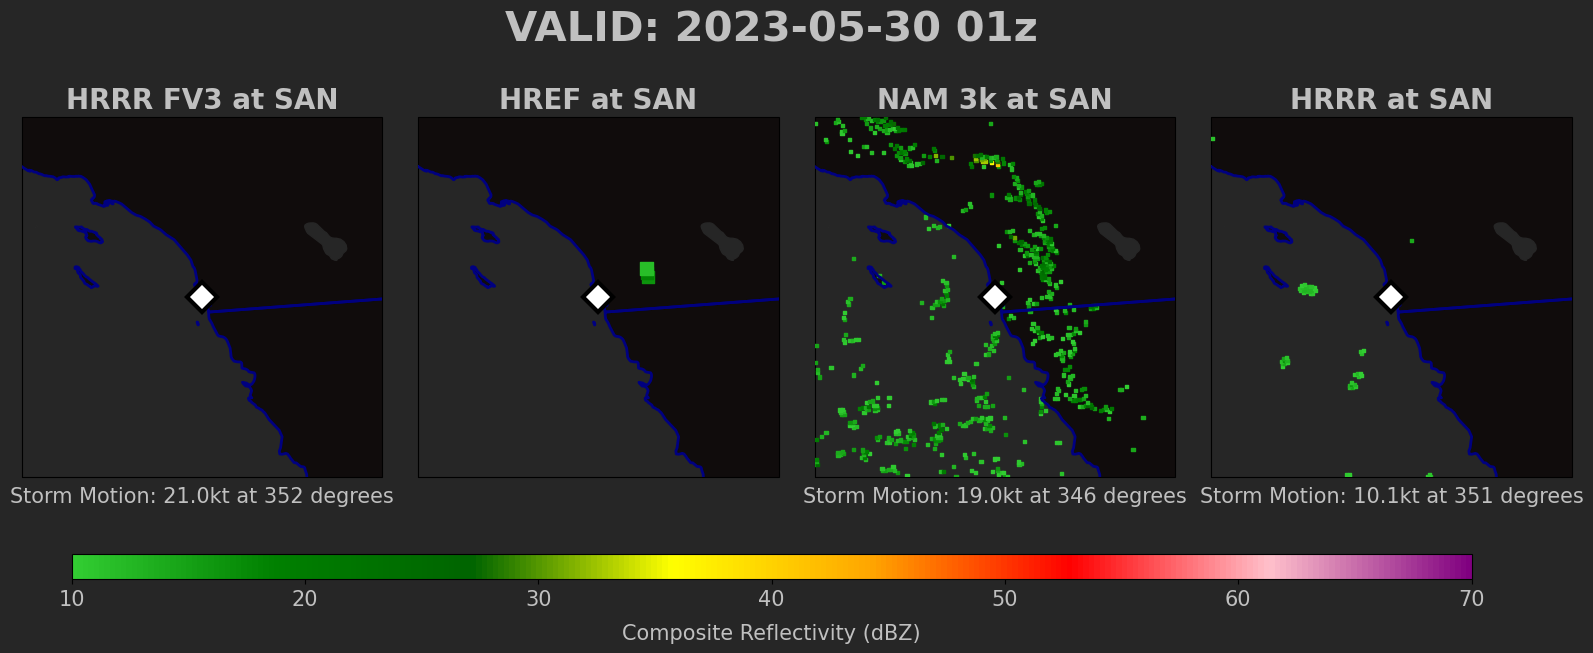 VALID: 2023-05-30 01z
HRRR FV3 at SAN
HREF at SAN
NAM 3k at SAN
HRRR at SAN
Storm Motion: 21.0kt at 352 degrees
Storm Motion: 19.0kt at 346 degrees
Storm Motion: 10.1kt at 351 degrees
10 20 30 40 50 60 70
Composite Reflectivity (dBZ)